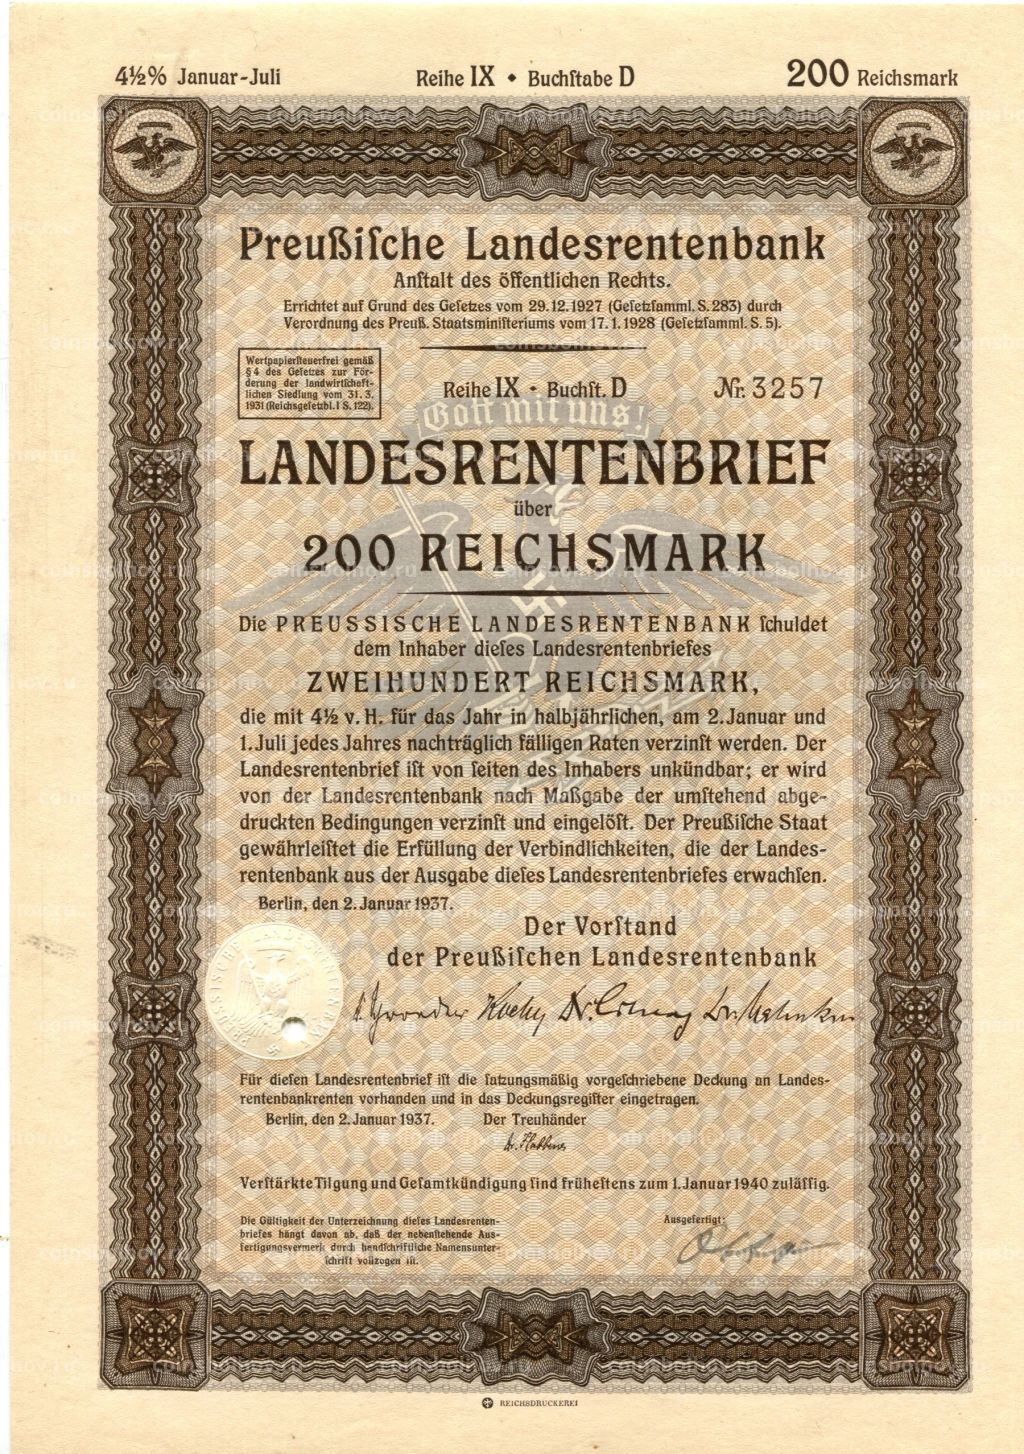 4½% Januar-Juli
Reihe IX • Buchſtabe D
200 Reichsmark
Preußiſche Landesrentenbank
Anſtalt des öffentlichen Rechts.
Errichtet auf Grund des Geſetzes vom 29.12.1927 (Geſetzſamml. S. 283) durch
Verordnung des Preuß. Staatsminiſteriums vom 17.1.1928 (Geſetzſamml. S. 5).
Wertpapierſteuerfrei gemäß
§ 4 des Geſetzes zur För-
derung der landwirtſchaft-
lichen Siedlung vom 31. 3.
1931 (Reichsgeſetzbl. I S. 122).
Reihe IX • Buchſt. D
Nr. 3257
Gott mit uns!
LANDESRENTENBRIEF
über
200 REICHSMARK
Die PREUSSISCHE LANDESRENTENBANK ſchuldet
dem Inhaber dieſes Landesrentenbriefes
ZWEIHUNDERT REICHSMARK,
die mit 4½ v. H. für das Jahr in halbjährlichen, am 2. Januar und
1. Juli jedes Jahres nachträglich fälligen Raten verzinſt werden. Der
Landesrentenbrief iſt von ſeiten des Inhabers unkündbar; er wird
von der Landesrentenbank nach Maßgabe der umſtehend abge-
druckten Bedingungen verzinſt und eingelöſt. Der Preußiſche Staat
gewährleiſtet die Erfüllung der Verbindlichkeiten, die der Landes-
rentenbank aus der Ausgabe dieſes Landesrentenbriefes erwachſen.
Berlin, den 2. Januar 1937.
Der Vorſtand
der Preußiſchen Landesrentenbank
PREUSSISCHE LANDESRENTENBANK
Für dieſen Landesrentenbrief iſt die ſatzungsmäßig vorgeſchriebene Deckung an Landes-
rentenbankrenten vorhanden und in das Deckungsregiſter eingetragen.
Berlin, den 2. Januar 1937.
Der Treuhänder
Verſtärkte Tilgung und Geſamtkündigung ſind früheſtens zum 1. Januar 1940 zuläſſig.
Die Gültigkeit der Unterzeichnung dieſes Landesrenten-
briefes hängt davon ab, daß der nebenſtehende Aus-
fertigungsvermerk durch handſchriftliche Namensunter-
ſchrift vollzogen iſt.
Ausgefertigt:
REICHSDRUCKEREI
coinsbolhov.ru